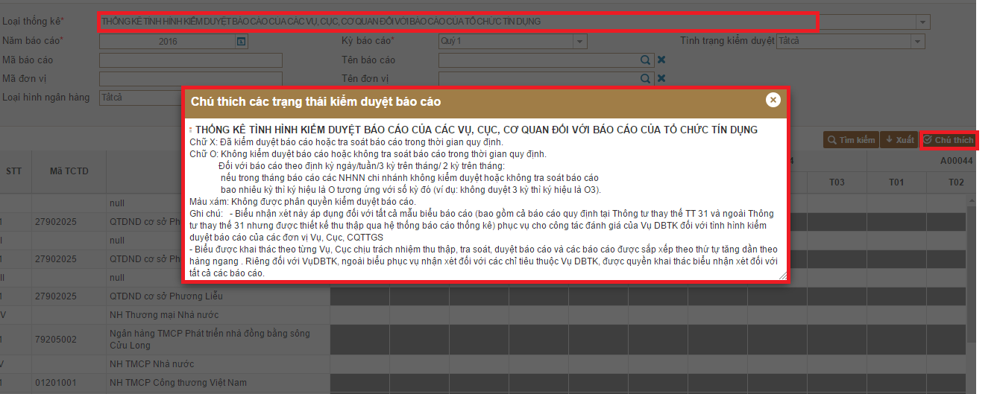 Loại thống kê* THỐNG KÊ TÌNH HÌNH KIỂM DUYỆT BÁO CÁO CỦA CÁC VỤ, CỤC, CƠ QUAN ĐỐI VỚI BÁO CÁO CỦA TỔ CHỨC TÍN DỤNG
Năm báo cáo* 2016 Kỳ báo cáo* Quý 1 Tình trạng kiểm duyệt Tất cả
Mã báo cáo Tên báo cáo
Mã đơn vị Tên đơn vị
Loại hình ngân hàng Tất cả
Chú thích các trạng thái kiểm duyệt báo cáo
THỐNG KÊ TÌNH HÌNH KIỂM DUYỆT BÁO CÁO CỦA CÁC VỤ, CỤC, CƠ QUAN ĐỐI VỚI BÁO CÁO CỦA TỔ CHỨC TÍN DỤNG
Chữ X: Đã kiểm duyệt báo cáo hoặc tra soát báo cáo trong thời gian quy định.
Chữ O: Không kiểm duyệt báo cáo hoặc không tra soát báo cáo trong thời gian quy định.
Đối với báo cáo theo định kỳ ngày/tuần/3 kỳ trên tháng/ 2 kỳ trên tháng:
nếu trong tháng báo cáo các NHNN chi nhánh không kiểm duyệt hoặc không tra soát báo cáo
bao nhiêu kỳ thì ký hiệu là O tương ứng với số kỳ đó (ví dụ: không duyệt 3 kỳ thì ký hiệu là O3).
Màu xám: Không được phân quyền kiểm duyệt báo cáo.
Ghi chú: - Biểu nhận xét này áp dụng đối với tất cả mẫu biểu báo cáo (bao gồm cả báo cáo quy định tại Thông tư thay thế TT 31 và ngoài Thông
tư thay thế 31 nhưng được thiết kế thu thập qua hệ thống báo cáo thống kê) phục vụ cho công tác đánh giá của Vụ DBTK đối với tình hình kiểm
duyệt báo cáo của các đơn vị Vụ, Cục, CQTTGS
- Biểu được khai thác theo từng Vụ, Cục chịu trách nhiệm thu thập, tra soát, duyệt báo cáo và các báo cáo được sắp xếp theo thứ tự tăng dần theo
hàng ngang . Riêng đối với VụDBTK, ngoài biểu phục vụ nhận xét đối với các chỉ tiêu thuộc Vụ DBTK, được quyền khai thác biểu nhận xét đối với
tất cả các báo cáo.
Tìm kiếm Xuất Chú thích
STT Mã TCTD 4 A00044
T03 T01 T02
null
1 27902025 QTDND cơ sở Ph
I null
1 27902025 QTDND cơ sở Ph
II null
1 27902025 QTDND cơ sở Phương Liễu
V NH Thương mại Nhà nước
1 79205002 Ngân hàng TMCP Phát triển nhà đồng bằng sông
Cửu Long
V NH TMCP Nhà nước
1 01201001 NH TMCP Công thương Việt Nam